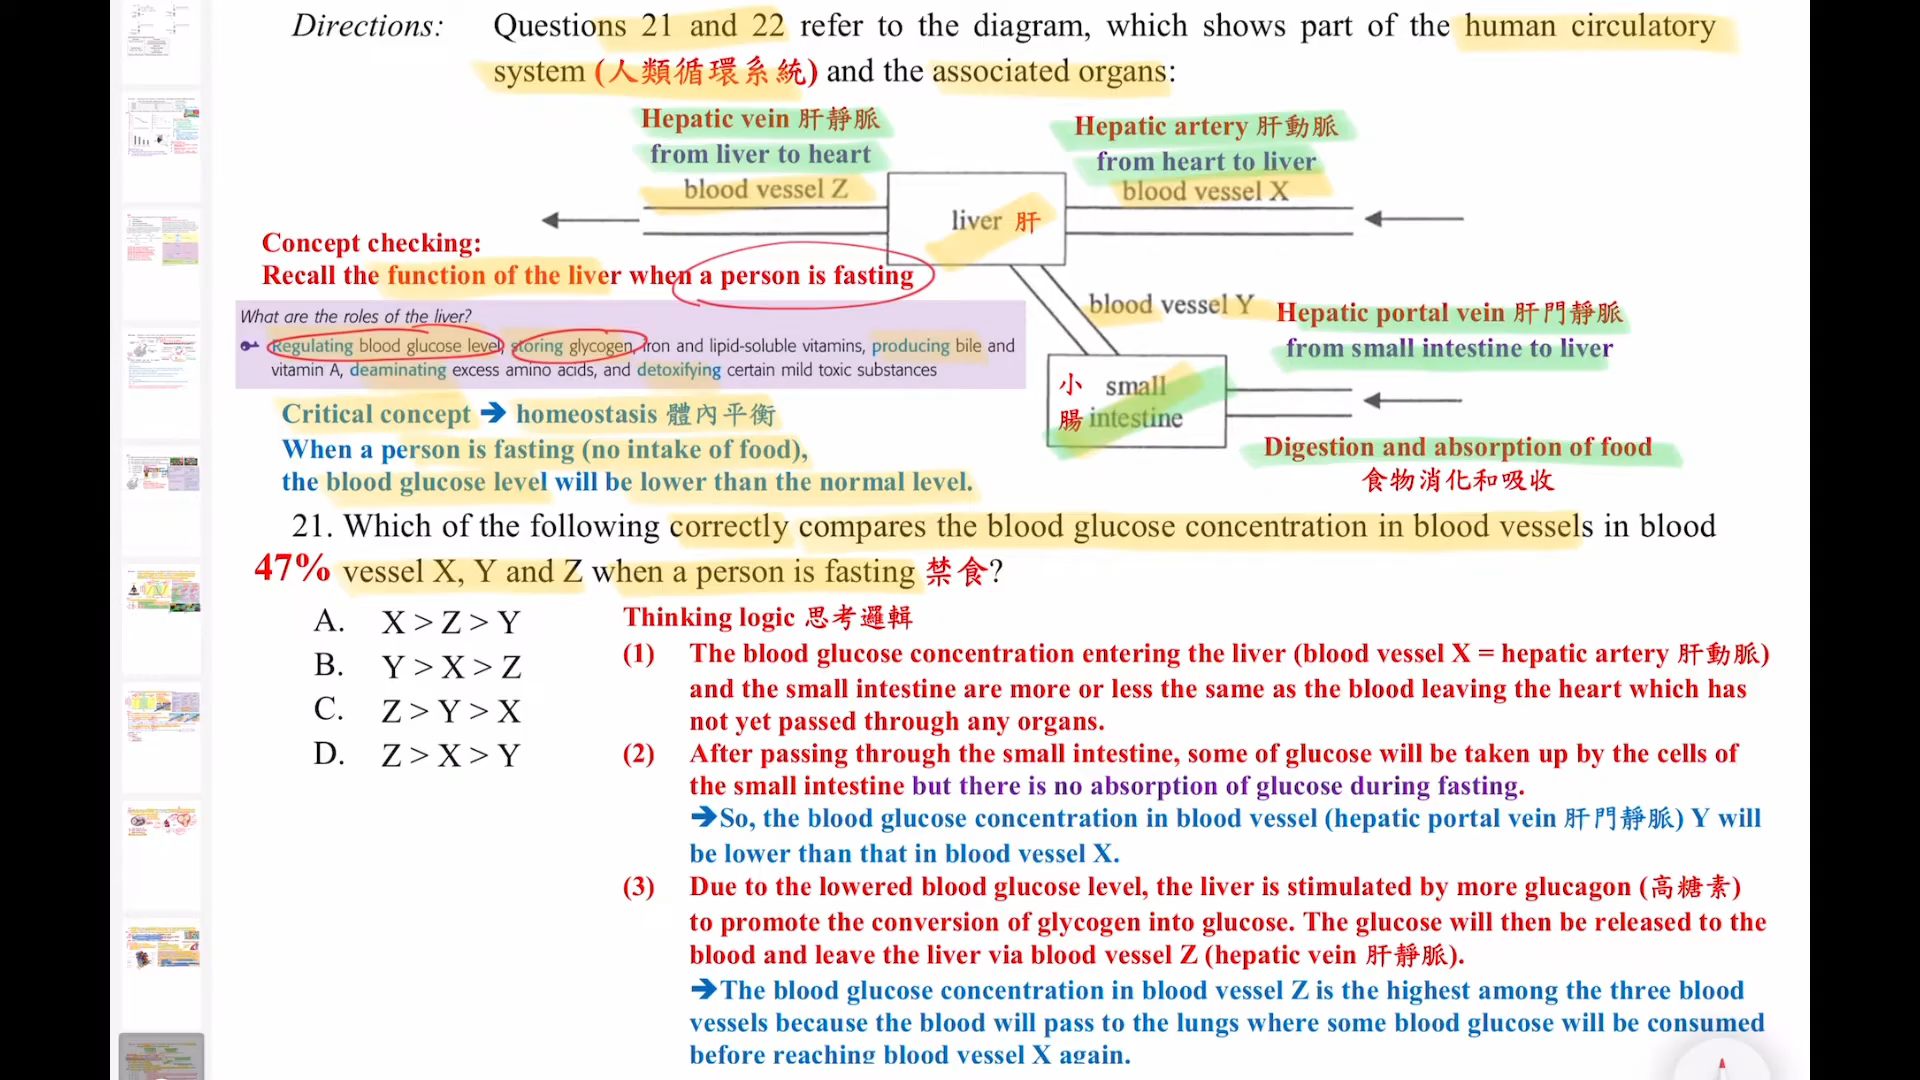 Directions: Questions 21 and 22 refer to the diagram, which shows part of the human circulatory
system (人類循環系統) and the associated organs:
Hepatic vein 肝靜脈
from liver to heart
blood vessel Z
Hepatic artery 肝動脈
from heart to liver
blood vessel X
liver 肝
Concept checking:
Recall the function of the liver when a person is fasting
What are the roles of the liver?
Regulating blood glucose level, storing glycogen, iron and lipid-soluble vitamins, producing bile and
vitamin A, deaminating excess amino acids, and detoxifying certain mild toxic substances
blood vessel Y
Hepatic portal vein 肝門靜脈
from small intestine to liver
小 small
腸 intestine
Digestion and absorption of food
食物消化和吸收
Critical concept → homeostasis 體內平衡
When a person is fasting (no intake of food),
the blood glucose level will be lower than the normal level.
21. Which of the following correctly compares the blood glucose concentration in blood vessels in blood
47% vessel X, Y and Z when a person is fasting 禁食?
A. X > Z > Y
B. Y > X > Z
C. Z > Y > X
D. Z > X > Y
Thinking logic 思考邏輯
(1) The blood glucose concentration entering the liver (blood vessel X = hepatic artery 肝動脈)
and the small intestine are more or less the same as the blood leaving the heart which has
not yet passed through any organs.
(2) After passing through the small intestine, some of glucose will be taken up by the cells of
the small intestine but there is no absorption of glucose during fasting.
→So, the blood glucose concentration in blood vessel (hepatic portal vein 肝門靜脈) Y will
be lower than that in blood vessel X.
(3) Due to the lowered blood glucose level, the liver is stimulated by more glucagon (高糖素)
to promote the conversion of glycogen into glucose. The glucose will then be released to the
blood and leave the liver via blood vessel Z (hepatic vein 肝靜脈).
→The blood glucose concentration in blood vessel Z is the highest among the three blood
vessels because the blood will pass to the lungs where some blood glucose will be consumed
before reaching blood vessel X again.